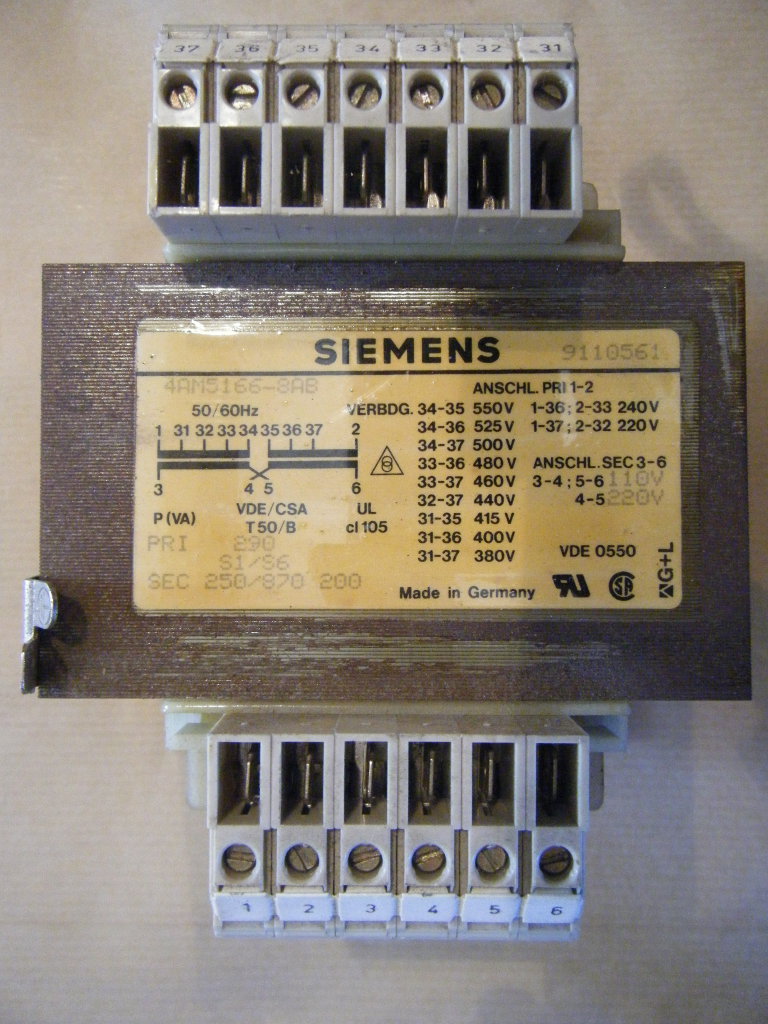 37 36 35 34 33 32 31
SIEMENS 9110561
4AM5166-8AB
ANSCHL. PRI 1-2
50/60Hz
VERBDG. 34-35 550V 1-36; 2-33 240V
34-36 525V 1-37; 2-32 220V
34-37 500V
33-36 480V
33-37 460V
32-37 440V
31-35 415 V
31-36 400V
31-37 380V
1 31 32 33 34 35 36 37 2
3 4 5 6
ANSCHL. SEC 3-6
3-4; 5-6 110V
4-5 220V
P (VA) VDE/CSA UL
T 50/B cl 105
PRI 290
S1/S6
SEC 250/870 200
VDE 0550
Made in Germany
G+L
1 2 3 4 5 6